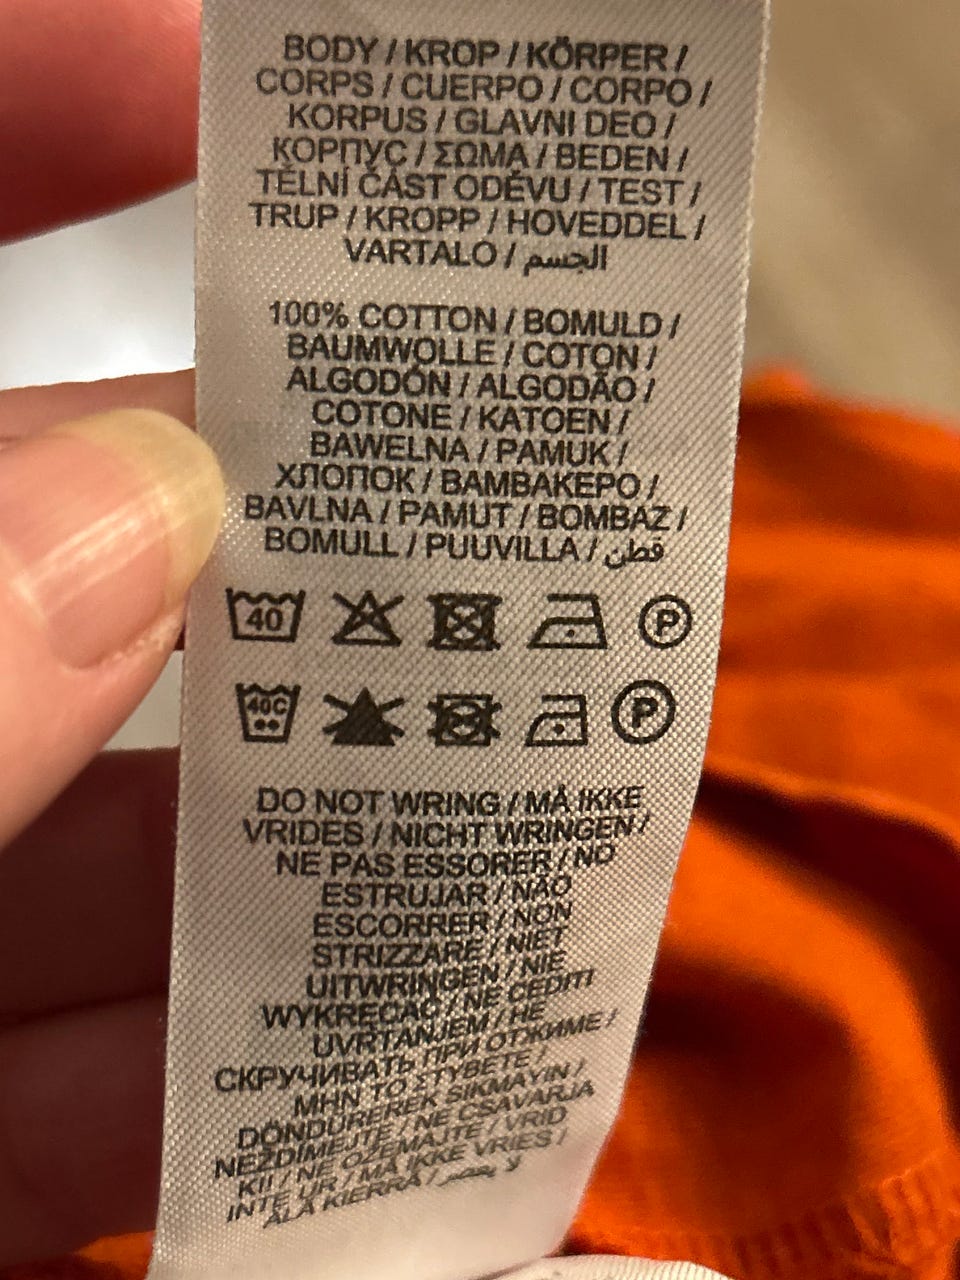 BODY / KROP / KÖRPER /
CORPS / CUERPO / CORPO /
KORPUS / GLAVNI DEO /
КОРПУС / ΣΩΜΑ / BEDEN /
TĚLNÍ ČÁST ODĚVU / TEST /
TRUP / KROPP / HOVEDDEL /
VARTALO / الجسم
100% COTTON / BOMULD /
BAUMWOLLE / COTON /
ALGODÓN / ALGODÃO /
COTONE / KATOEN /
BAWELNA / PAMUK /
ХЛОПОК / ΒΑΜΒΑΚΕΡΟ /
BAVLNA / PAMUT / BOMBAŽ /
BOMULL / PUUVILLA / قطن
40 P
40C P
DO NOT WRING / MÅ IKKE
VRIDES / NICHT WRINGEN /
NE PAS ESSORER / NO
ESTRUJAR / NÃO
ESCORRER / NON
STRIZZARE / NIET
UITWRINGEN / NIE
WYKRĘCAĆ / NE CEDITI
UVRTANJEM / НЕ
СКРУЧИВАТЬ ПРИ ОТЖИМЕ /
ΜΗΝ ΤΟ ΣΤΥΒΕΤΕ /
DÖNDÜREREK SIKMAYIN /
NEŽDÍMEJTE / NE CSAVARJA
KI! / NE OŽEMAJTE / VRID
INTE UR / MÅ IKKE VRIES /
ÄLÄ KIERRÄ / لا يعصر